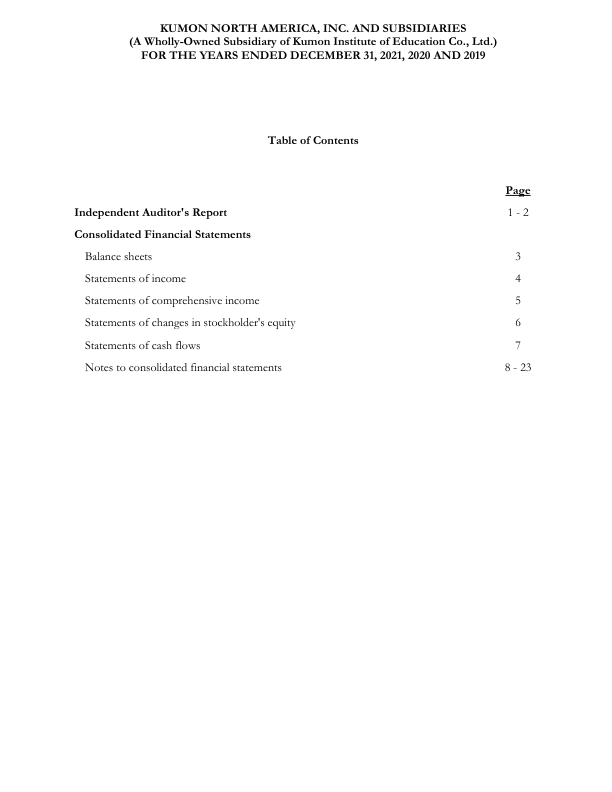 KUMON NORTH AMERICA, INC. AND SUBSIDIARIES
(A Wholly-Owned Subsidiary of Kumon Institute of Education Co., Ltd.)
FOR THE YEARS ENDED DECEMBER 31, 2021, 2020 AND 2019
Table of Contents
Page
Independent Auditor's Report 1 - 2
Consolidated Financial Statements
Balance sheets 3
Statements of income 4
Statements of comprehensive income 5
Statements of changes in stockholder's equity 6
Statements of cash flows 7
Notes to consolidated financial statements 8 - 23